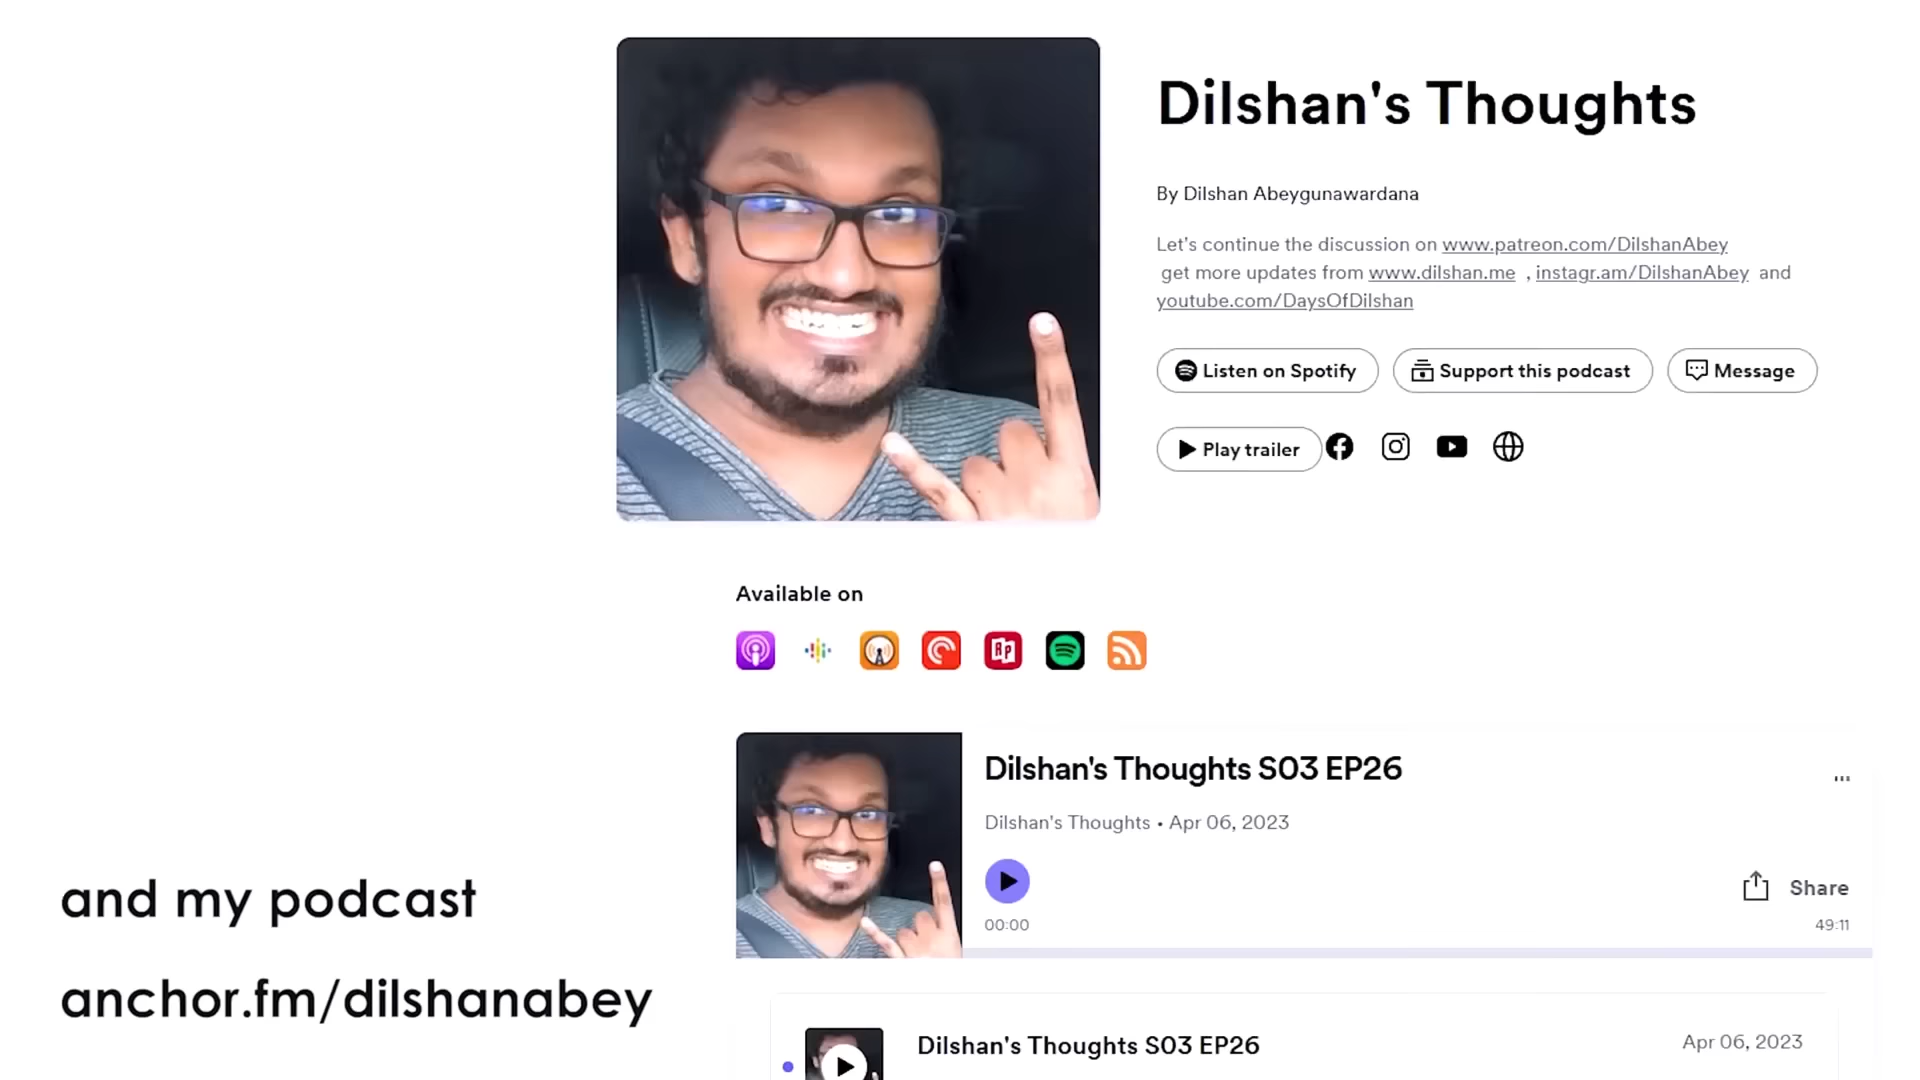 Dilshan's Thoughts
By Dilshan Abeygunawardana
Let's continue the discussion on www.patreon.com/DilshanAbey
get more updates from www.dilshan.me , instagr.am/DilshanAbey and
youtube.com/DaysOfDilshan
Listen on Spotify
Support this podcast
Message
Play trailer
Available on
RP
Dilshan's Thoughts S03 EP26
...
Dilshan's Thoughts • Apr 06, 2023
Share
00:00
49:11
and my podcast
anchor.fm/dilshanabey
Dilshan's Thoughts S03 EP26
Apr 06, 2023